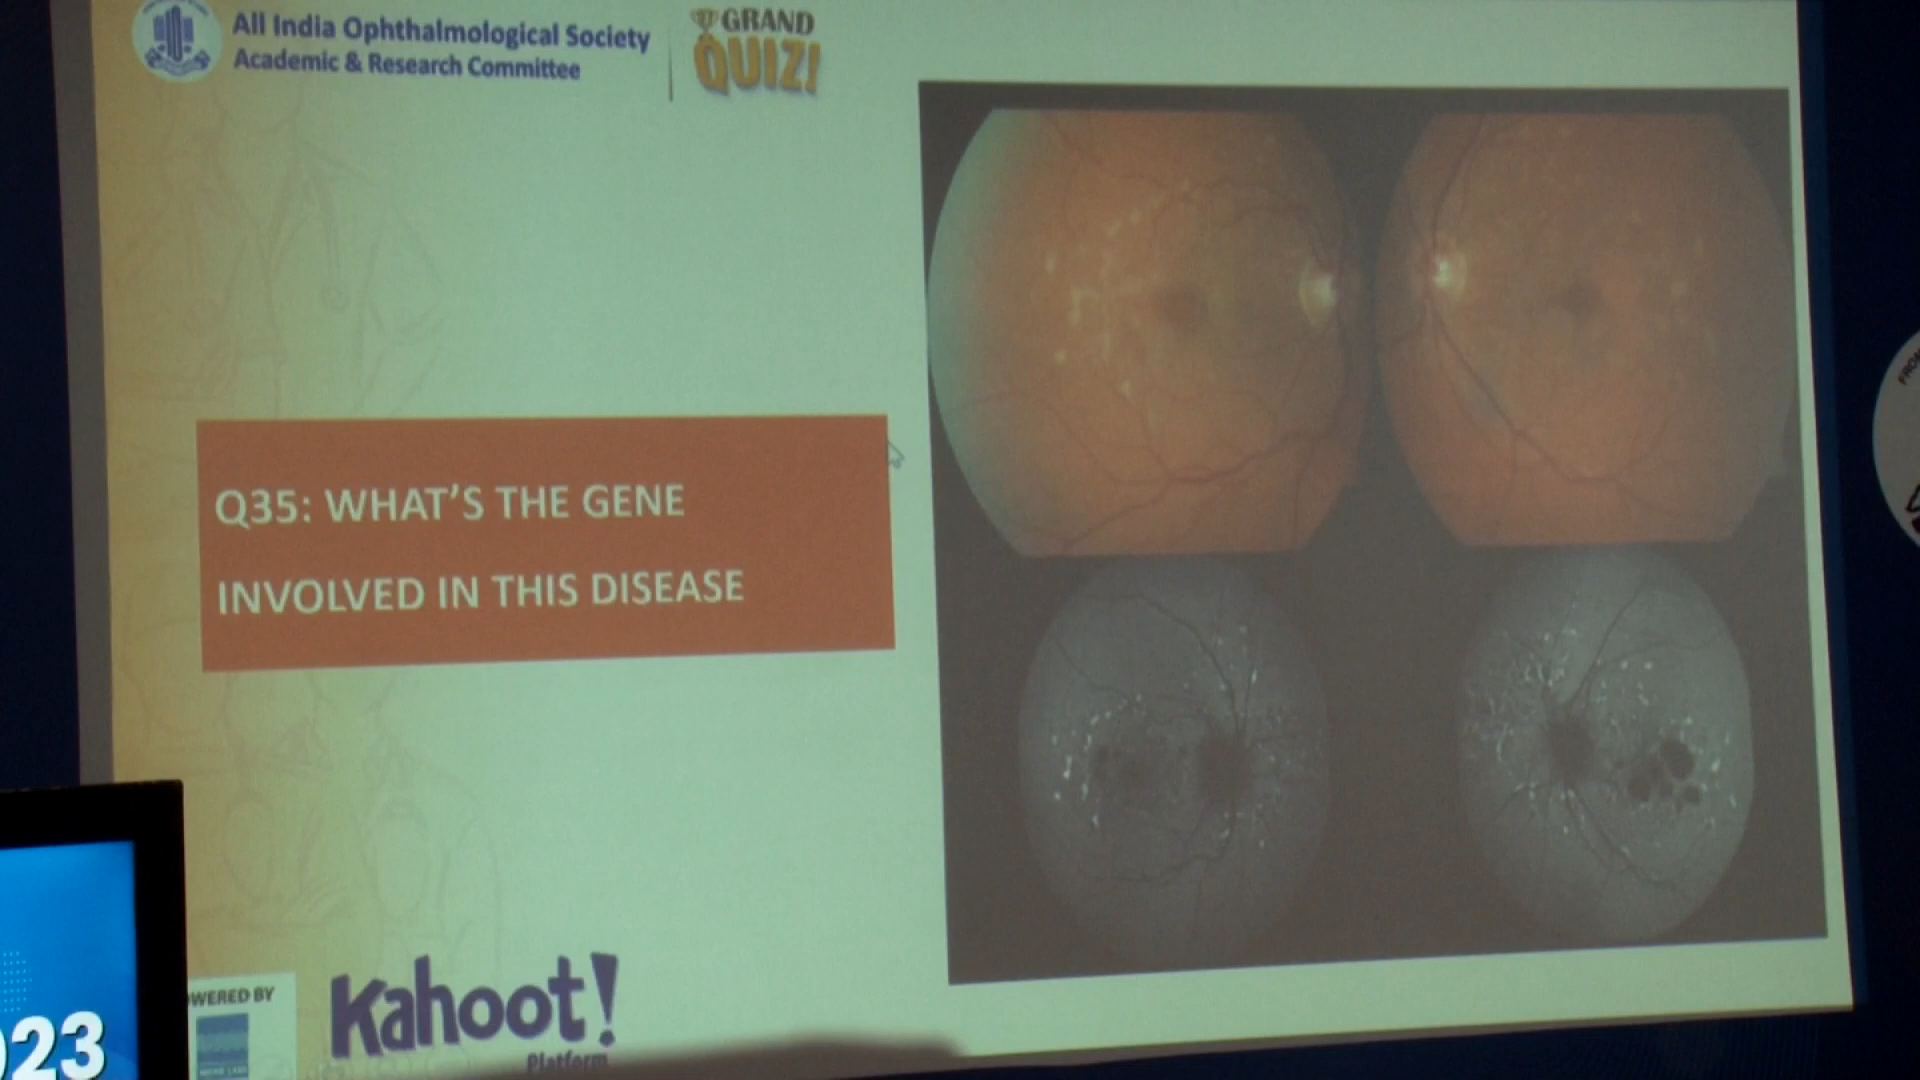 All India Ophthalmological Society
Academic & Research Committee
GRAND
QUIZ!
Q35: WHAT'S THE GENE
INVOLVED IN THIS DISEASE
WERED BY
Kahoot!
Platform
023